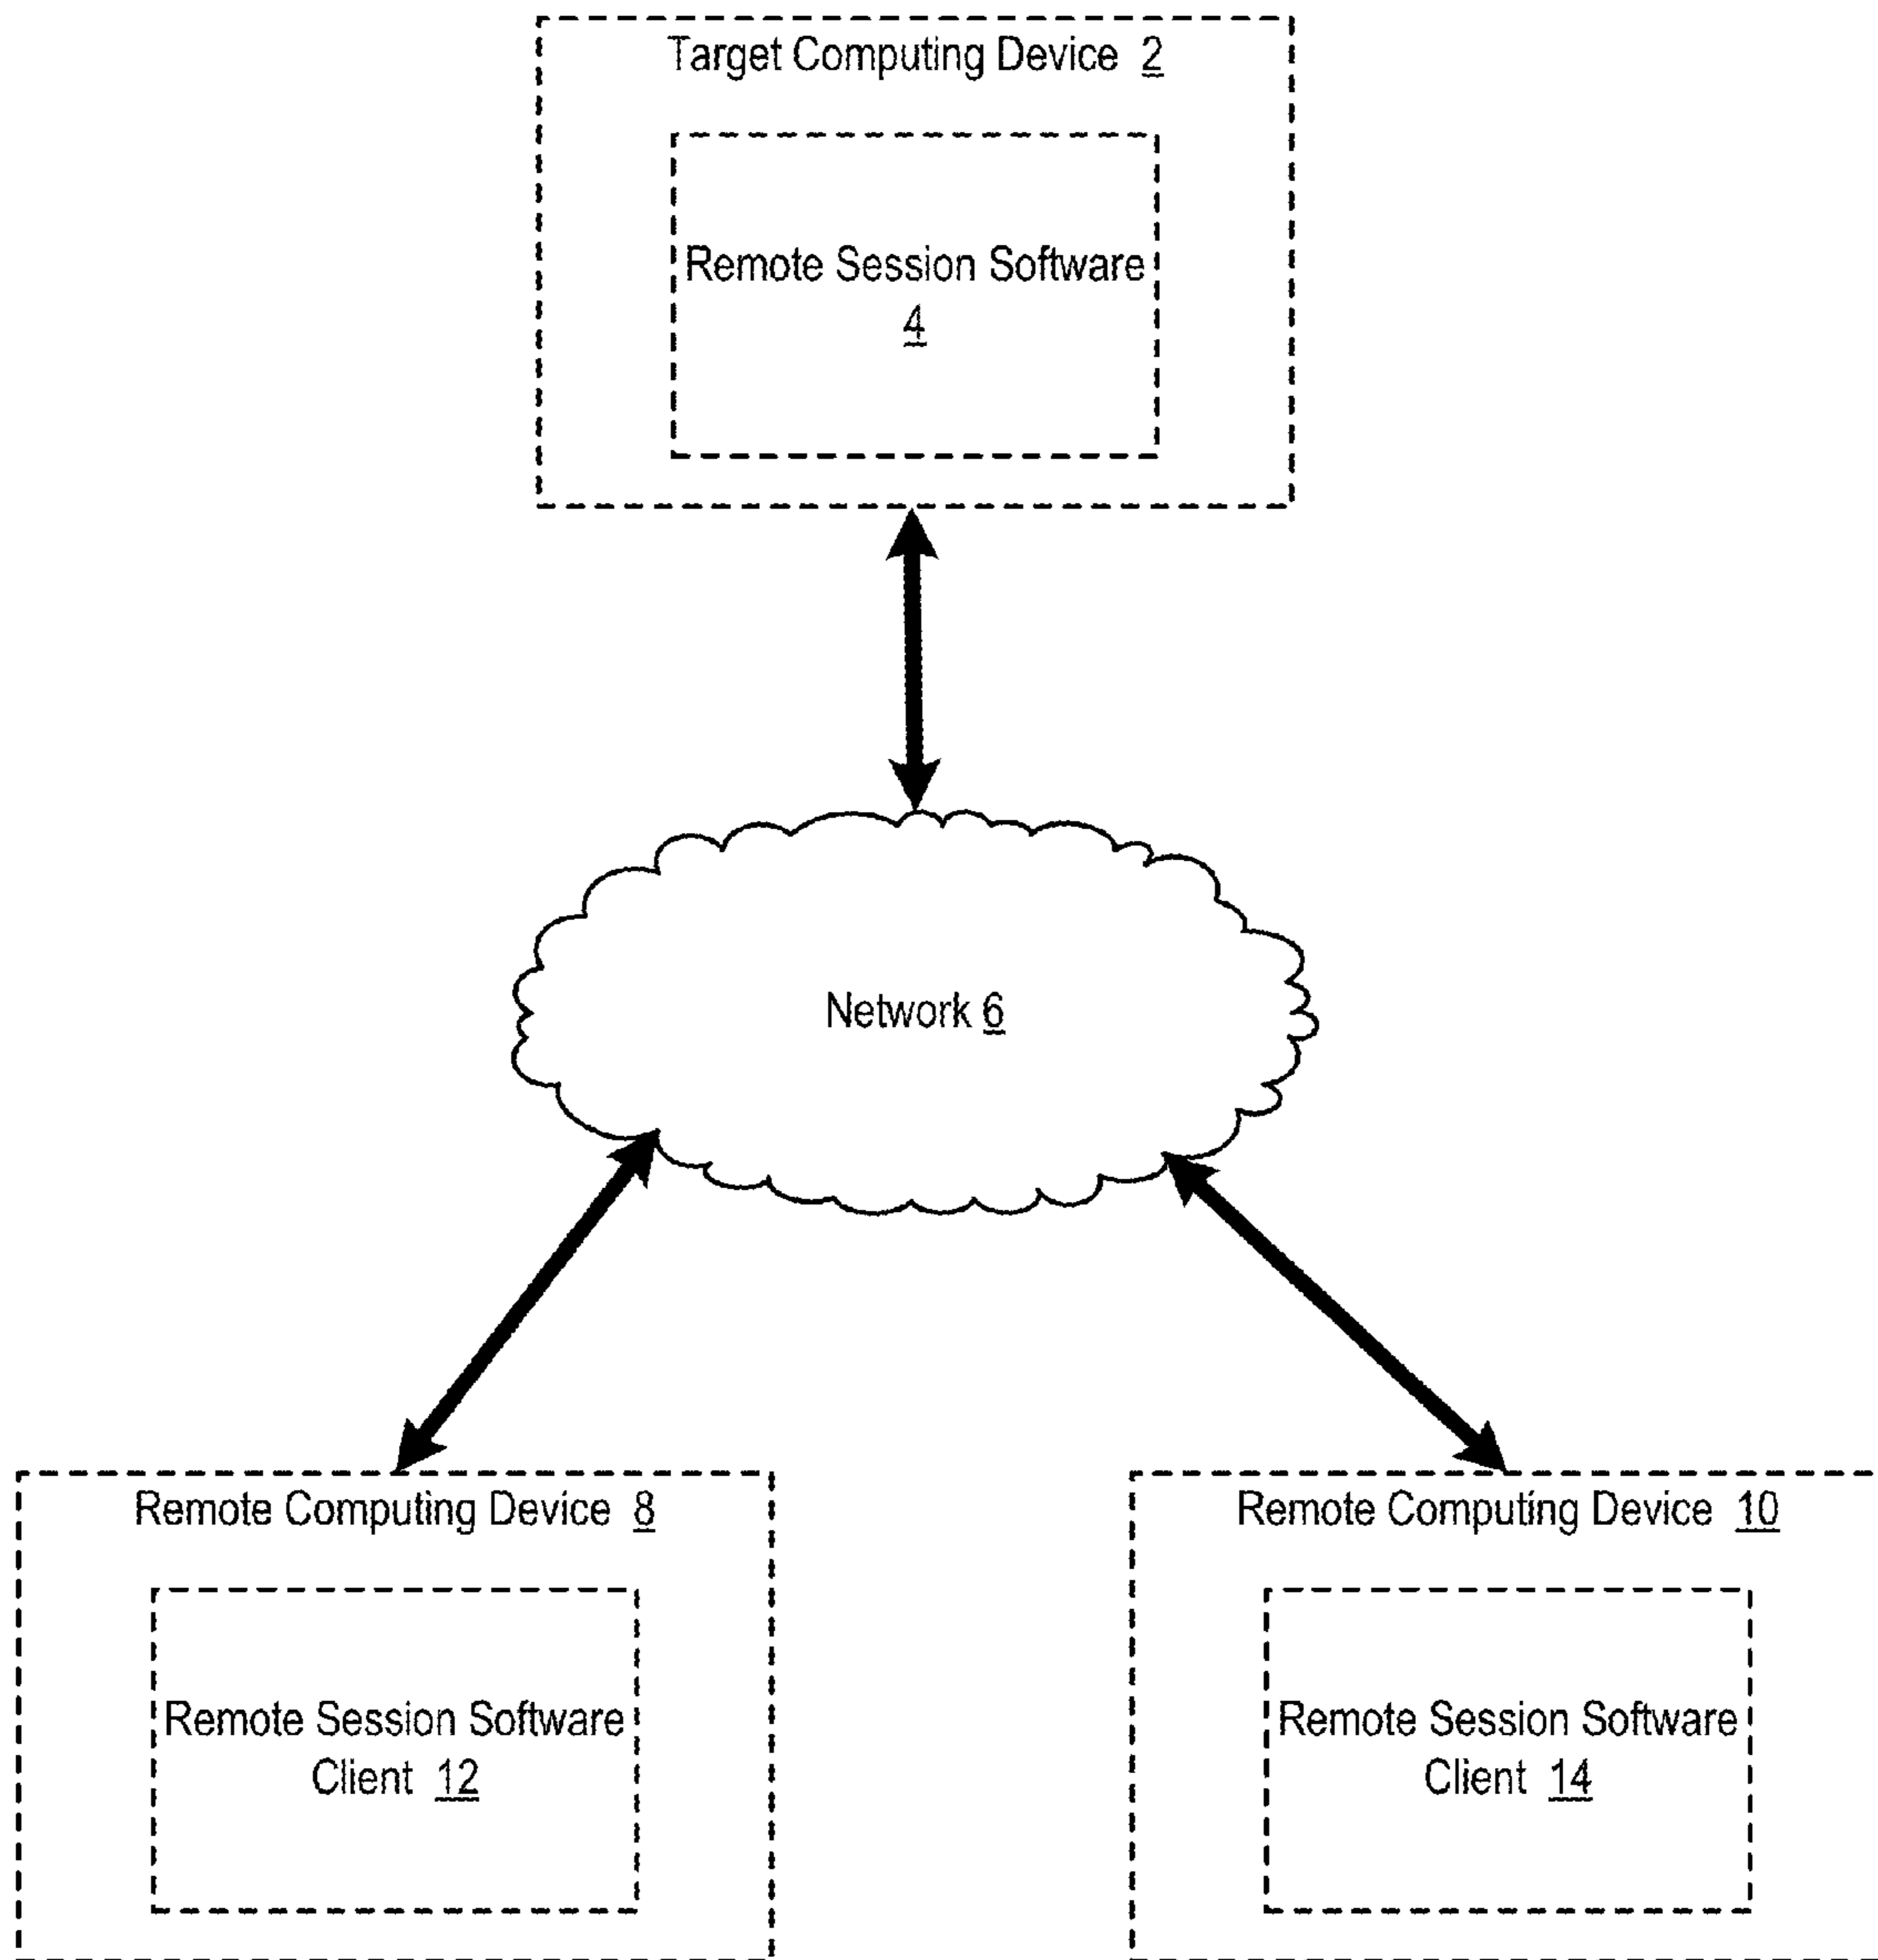 Target Computing Device 2
Remote Session Software
4
Network 6
Remote Computing Device 8
Remote Session Software
Client 12
Remote Computing Device 10
Remote Session Software
Client 14